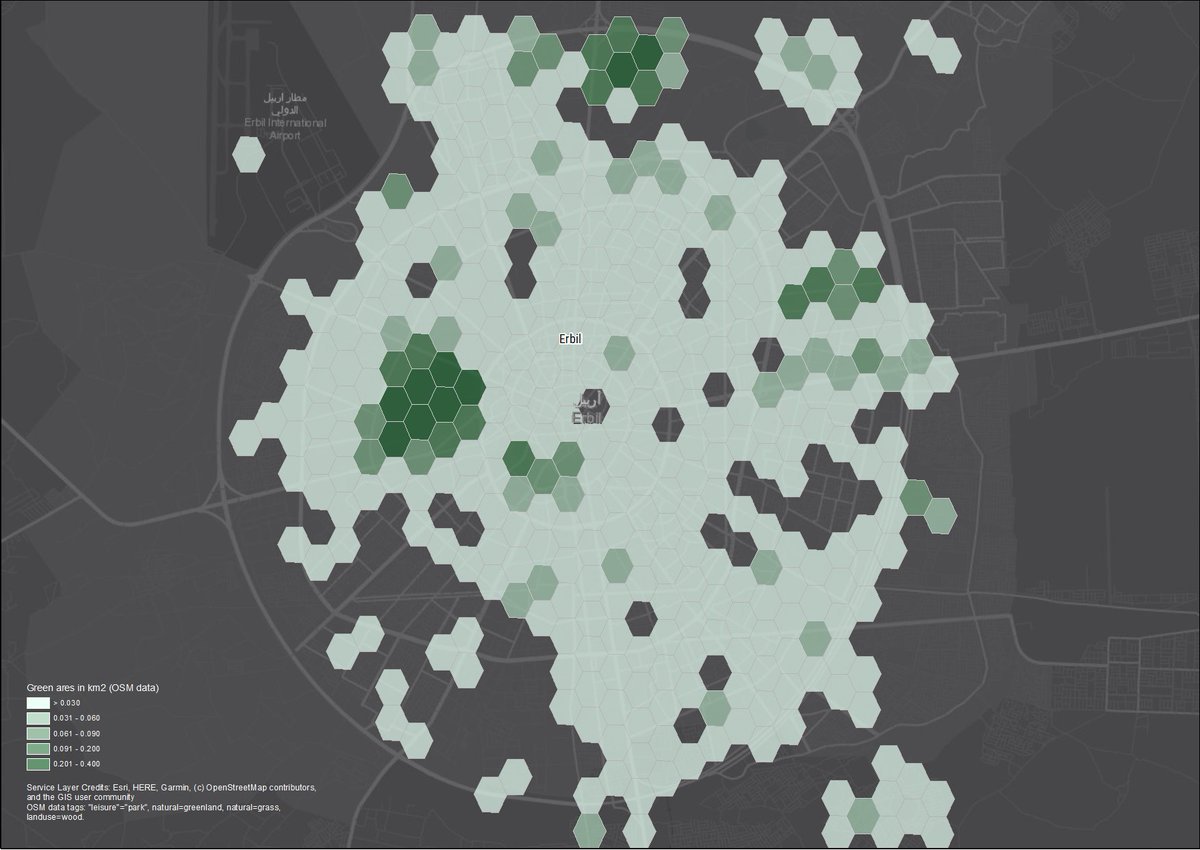 مطار اربيل
الدولي
Erbil International
Airport
Erbil
أربيل
Erbil
Green ares in km2 (OSM data)
> 0.030
0.031 - 0.060
0.061 - 0.090
0.091 - 0.200
0.201 - 0.400
Service Layer Credits: Esri, HERE, Garmin, (c) OpenStreetMap contributors,
and the GIS user community
OSM data tags: "leisure"="park", natural=greenland, natural=grass,
landuse=wood.